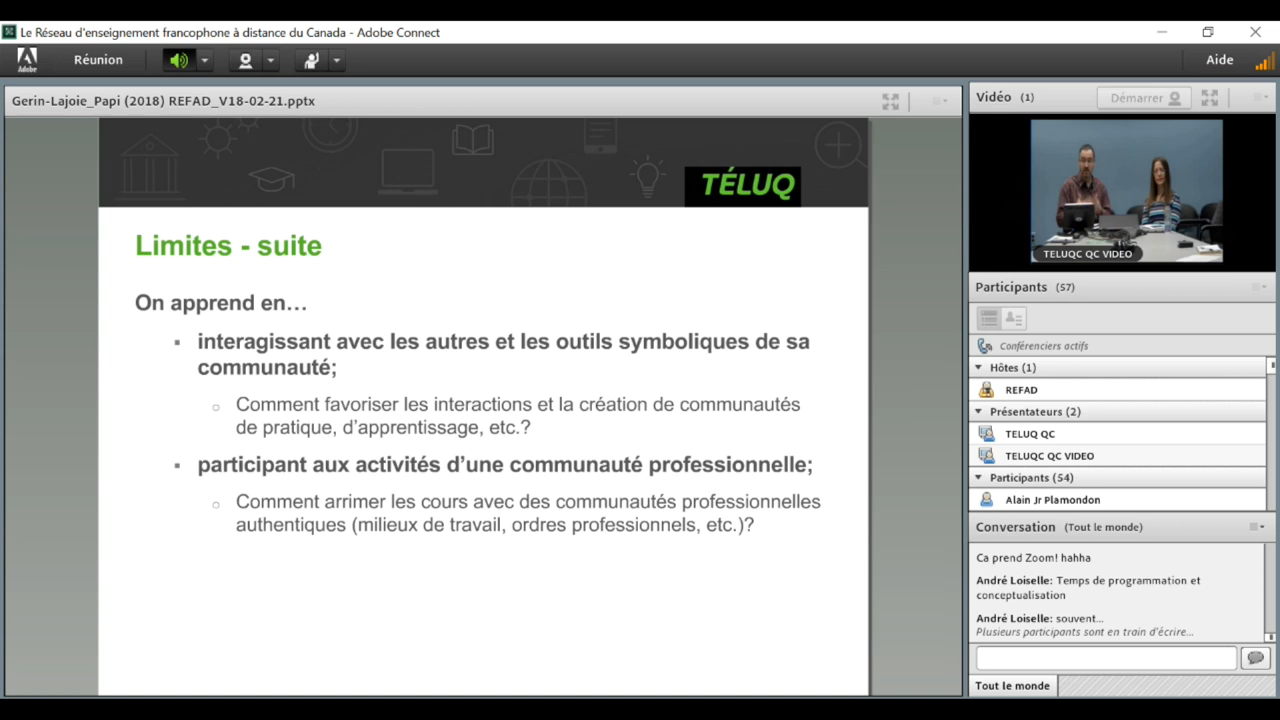 Le Réseau d'enseignement francophone à distance du Canada - Adobe Connect
Adobe
Réunion
Aide
Gerin-Lajoie_Papi (2018) REFAD_V18-02-21.pptx
TÉLUQ
Limites - suite
On apprend en…
interagissant avec les autres et les outils symboliques de sa
communauté;
Comment favoriser les interactions et la création de communautés
de pratique, d'apprentissage, etc.?
participant aux activités d'une communauté professionnelle;
Comment arrimer les cours avec des communautés professionnelles
authentiques (milieux de travail, ordres professionnels, etc.)?
Vidéo (1)
Démarrer
TELUQC QC VIDEO
Participants (57)
Conférenciers actifs
Hôtes (1)
REFAD
Présentateurs (2)
TELUQ QC
TELUQC QC VIDEO
Participants (54)
Alain Jr Plamondon
Conversation (Tout le monde)
Ca prend Zoom! hahha
André Loiselle: Temps de programmation et
conceptualisation
André Loiselle: souvent...
Plusieurs participants sont en train d'écrire...
Tout le monde